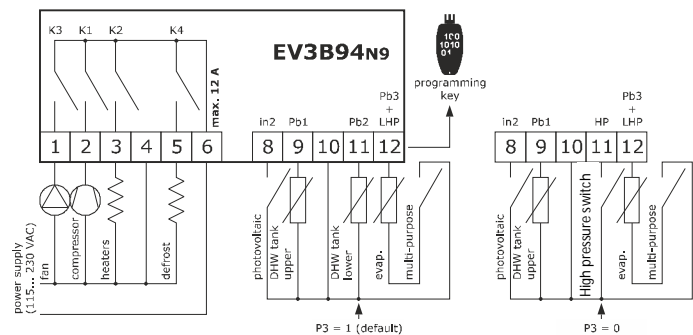 K3 K1 K2 K4
EV3B94N9
max. 12 A
100
1010
01
programming
key
in2 Pb1 Pb2 Pb3
+
LHP
1 2 3 4 5 6 8 9 10 11 12
in2 Pb1 HP Pb3
+
LHP
8 9 10 11 12
power supply
(115... 230 VAC)
fan
compressor
heaters
defrost
photovoltaic
DHW tank
upper
DHW tank
lower
evap.
multi-purpose
P3 = 1 (default)
photovoltaic
DHW tank
upper
High pressure switch
evap.
multi-purpose
P3 = 0